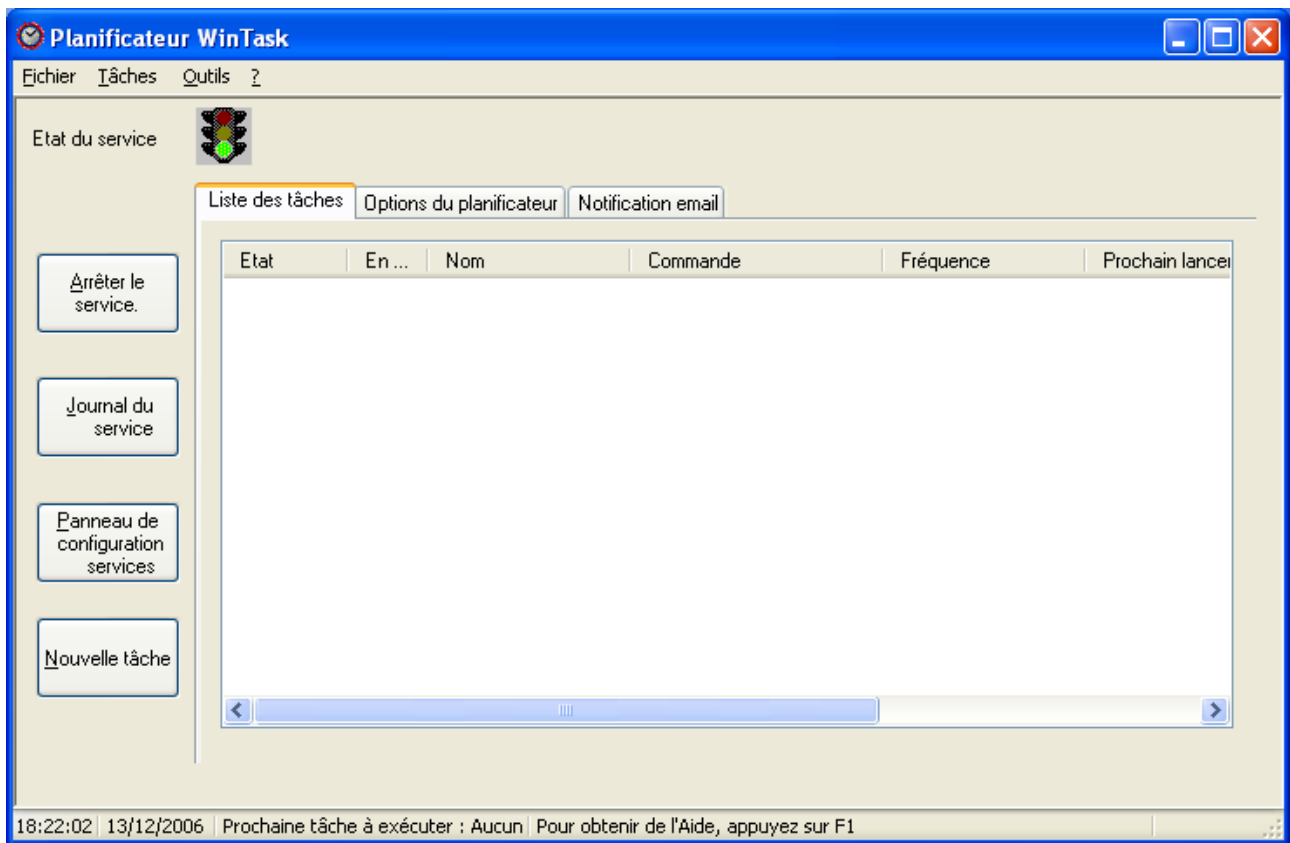 Planificateur WinTask
Fichier Tâches Outils ?
Etat du service
Liste des tâches Options du planificateur Notification email
Etat En ... Nom Commande Fréquence Prochain lancer
Arrêter le
service.
Journal du
service
Panneau de
configuration
services
Nouvelle tâche
18:22:02 13/12/2006 Prochaine tâche à exécuter : Aucun Pour obtenir de l'Aide, appuyez sur F1